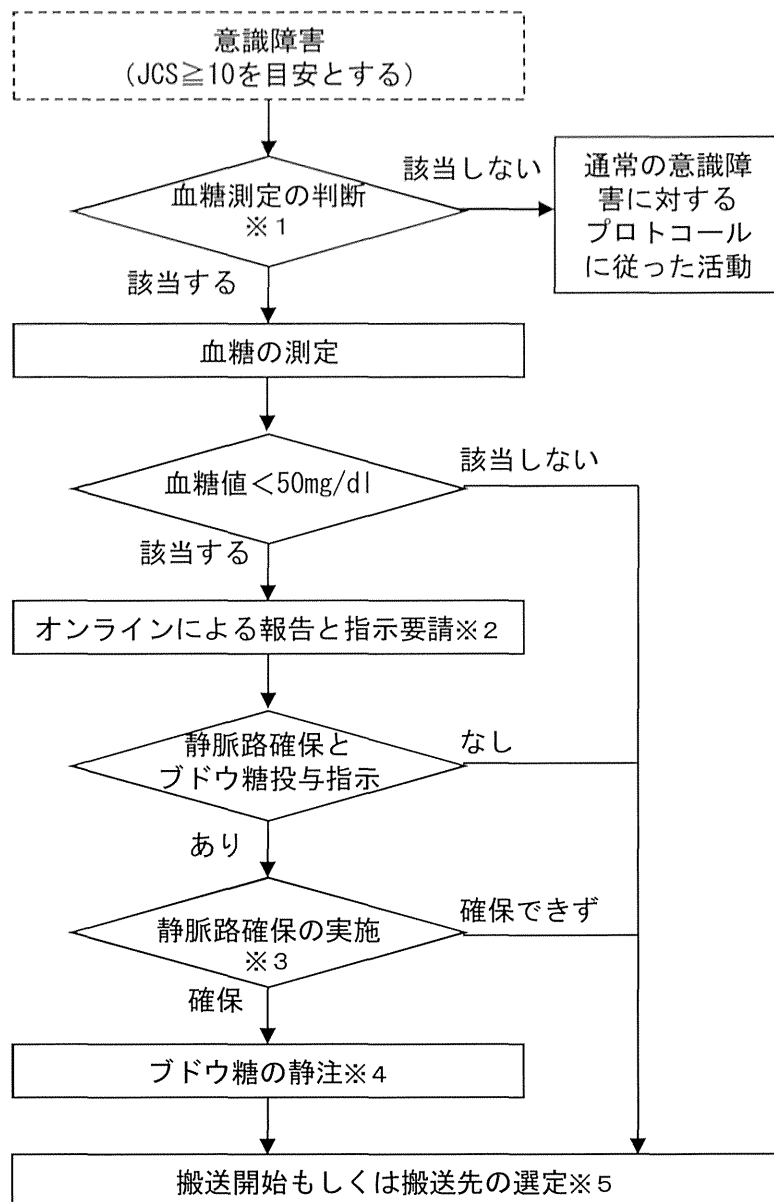 意識障害
（JCS≧10を目安とする）
該当しない
通常の意識障
害に対する
プロトコール
に従った活動
血糖測定の判断
※１
該当する
血糖の測定
該当しない
血糖値＜50mg/dl
該当する
オンラインによる報告と指示要請※２
静脈路確保と
ブドウ糖投与指示
なし
あり
確保できず
静脈路確保の実施
※３
確保
ブドウ糖の静注※４
搬送開始もしくは搬送先の選定※５